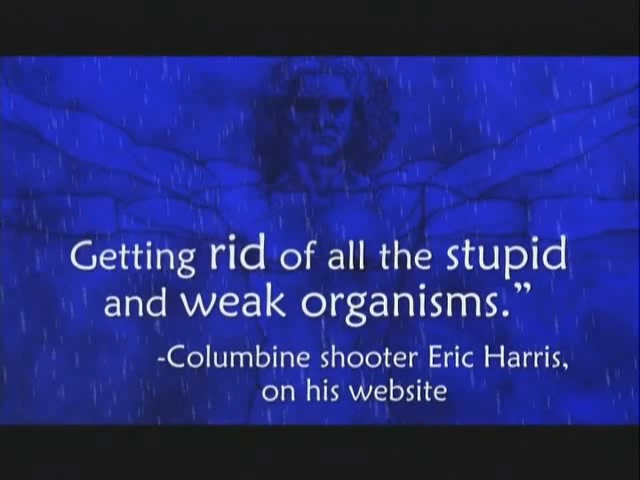 Getting rid of all the stupid
and weak organisms.”
-Columbine shooter Eric Harris,
on his website